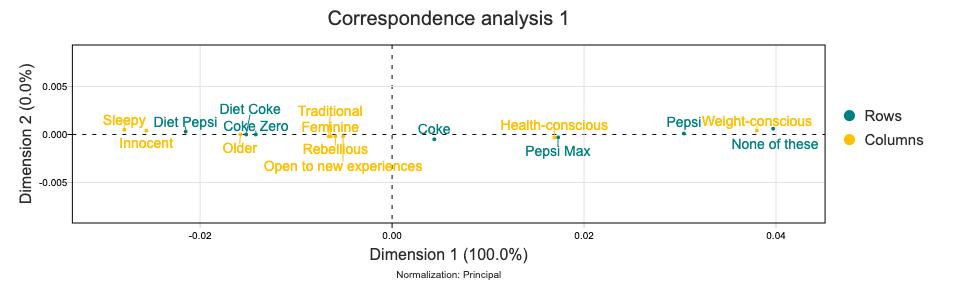 Correspondence analysis 1
Dimension 2 (0.0%)
0.005
0.000
-0.005
Sleepy
Innocent
Diet Pepsi
Diet Coke
Coke Zero
Older
Traditional
Feminine
Rebellious
Open to new experiences
Coke
Health-conscious
Pepsi Max
Pepsi
Weight-conscious
None of these
Rows
Columns
-0.02
0.00
0.02
0.04
Dimension 1 (100.0%)
Normalization: Principal